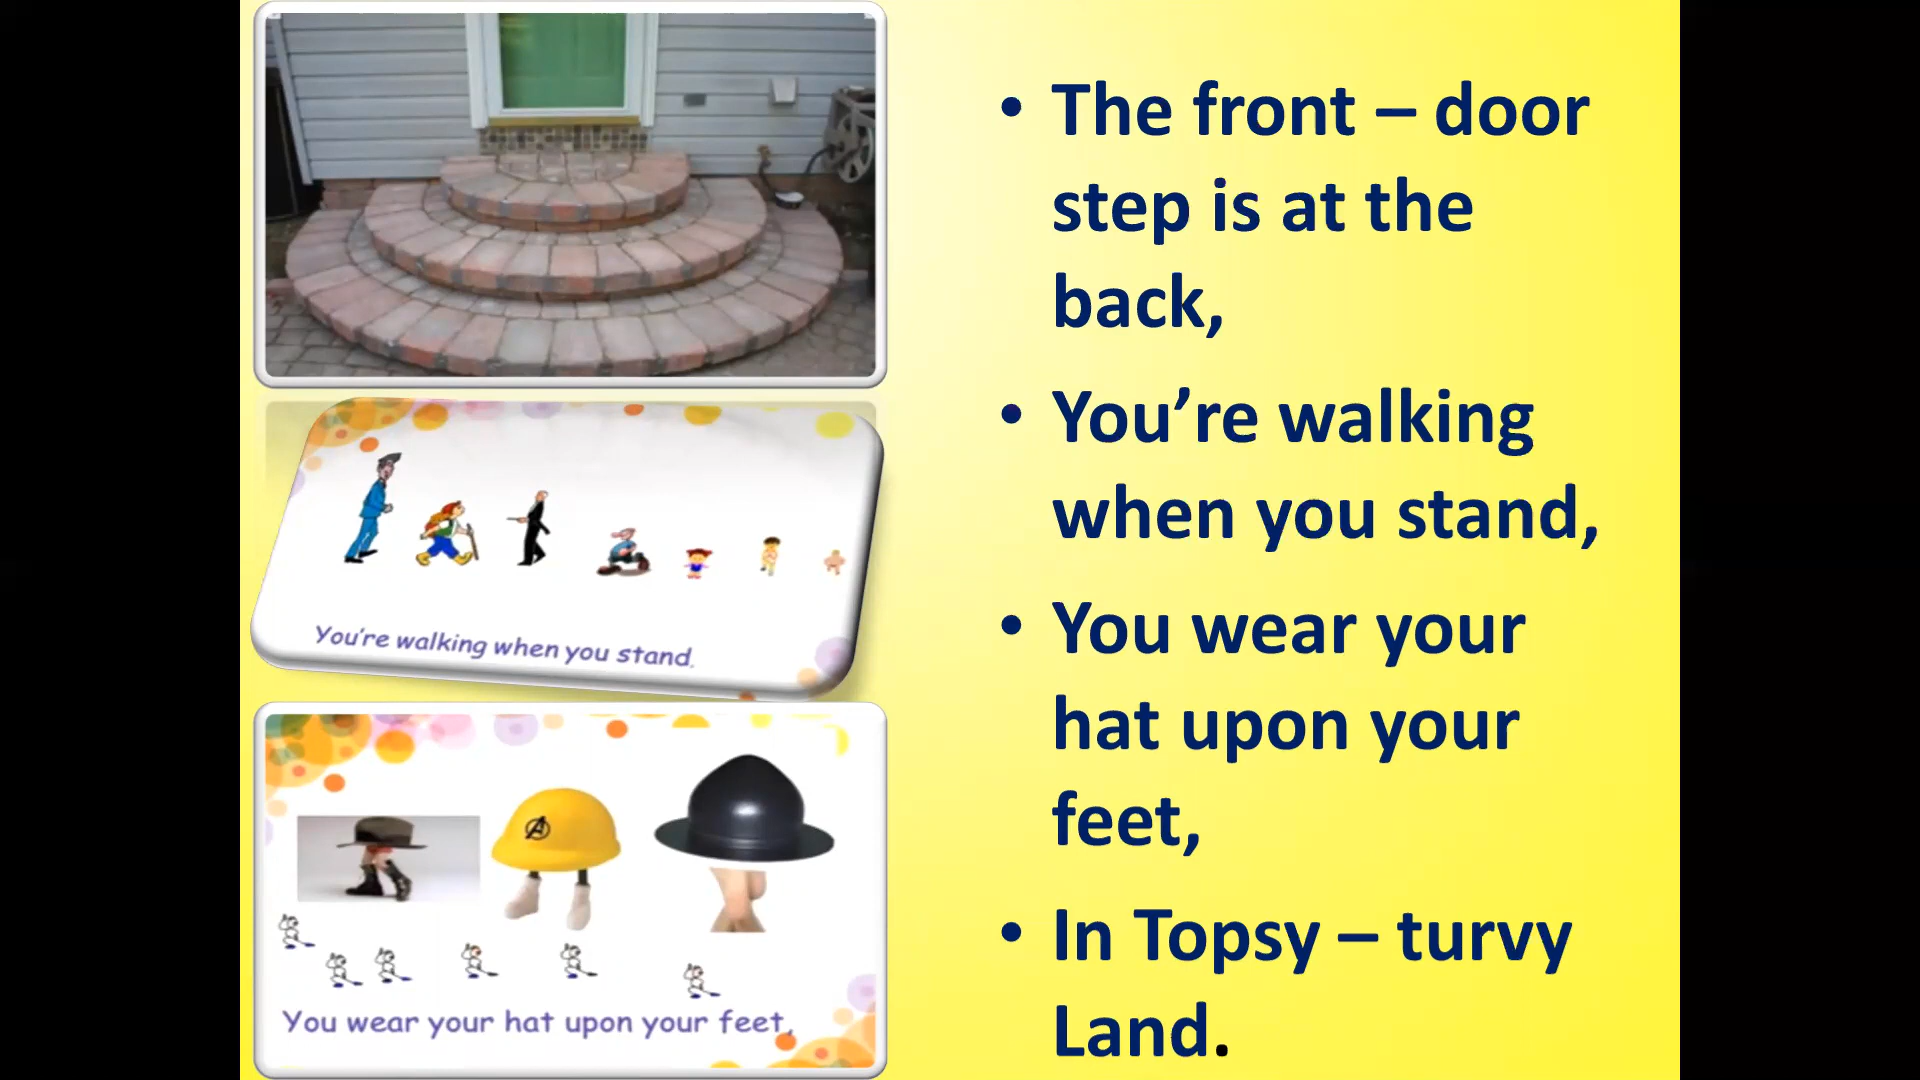 • The front – door
step is at the
back,
• You’re walking
when you stand,
• You wear your
hat upon your
feet,
• In Topsy – turvy
Land.
You're walking when you stand.
You wear your hat upon your feet,